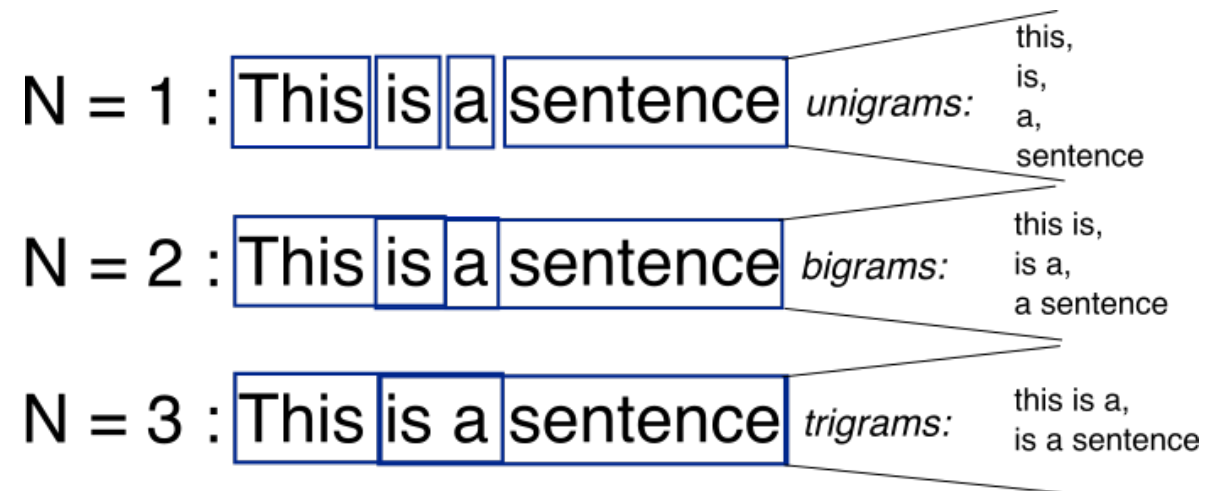 N = 1 : This is a sentence unigrams:
this,
is,
a,
sentence
N = 2 : This is a sentence bigrams:
this is,
is a,
a sentence
N = 3 : This is a sentence trigrams:
this is a,
is a sentence